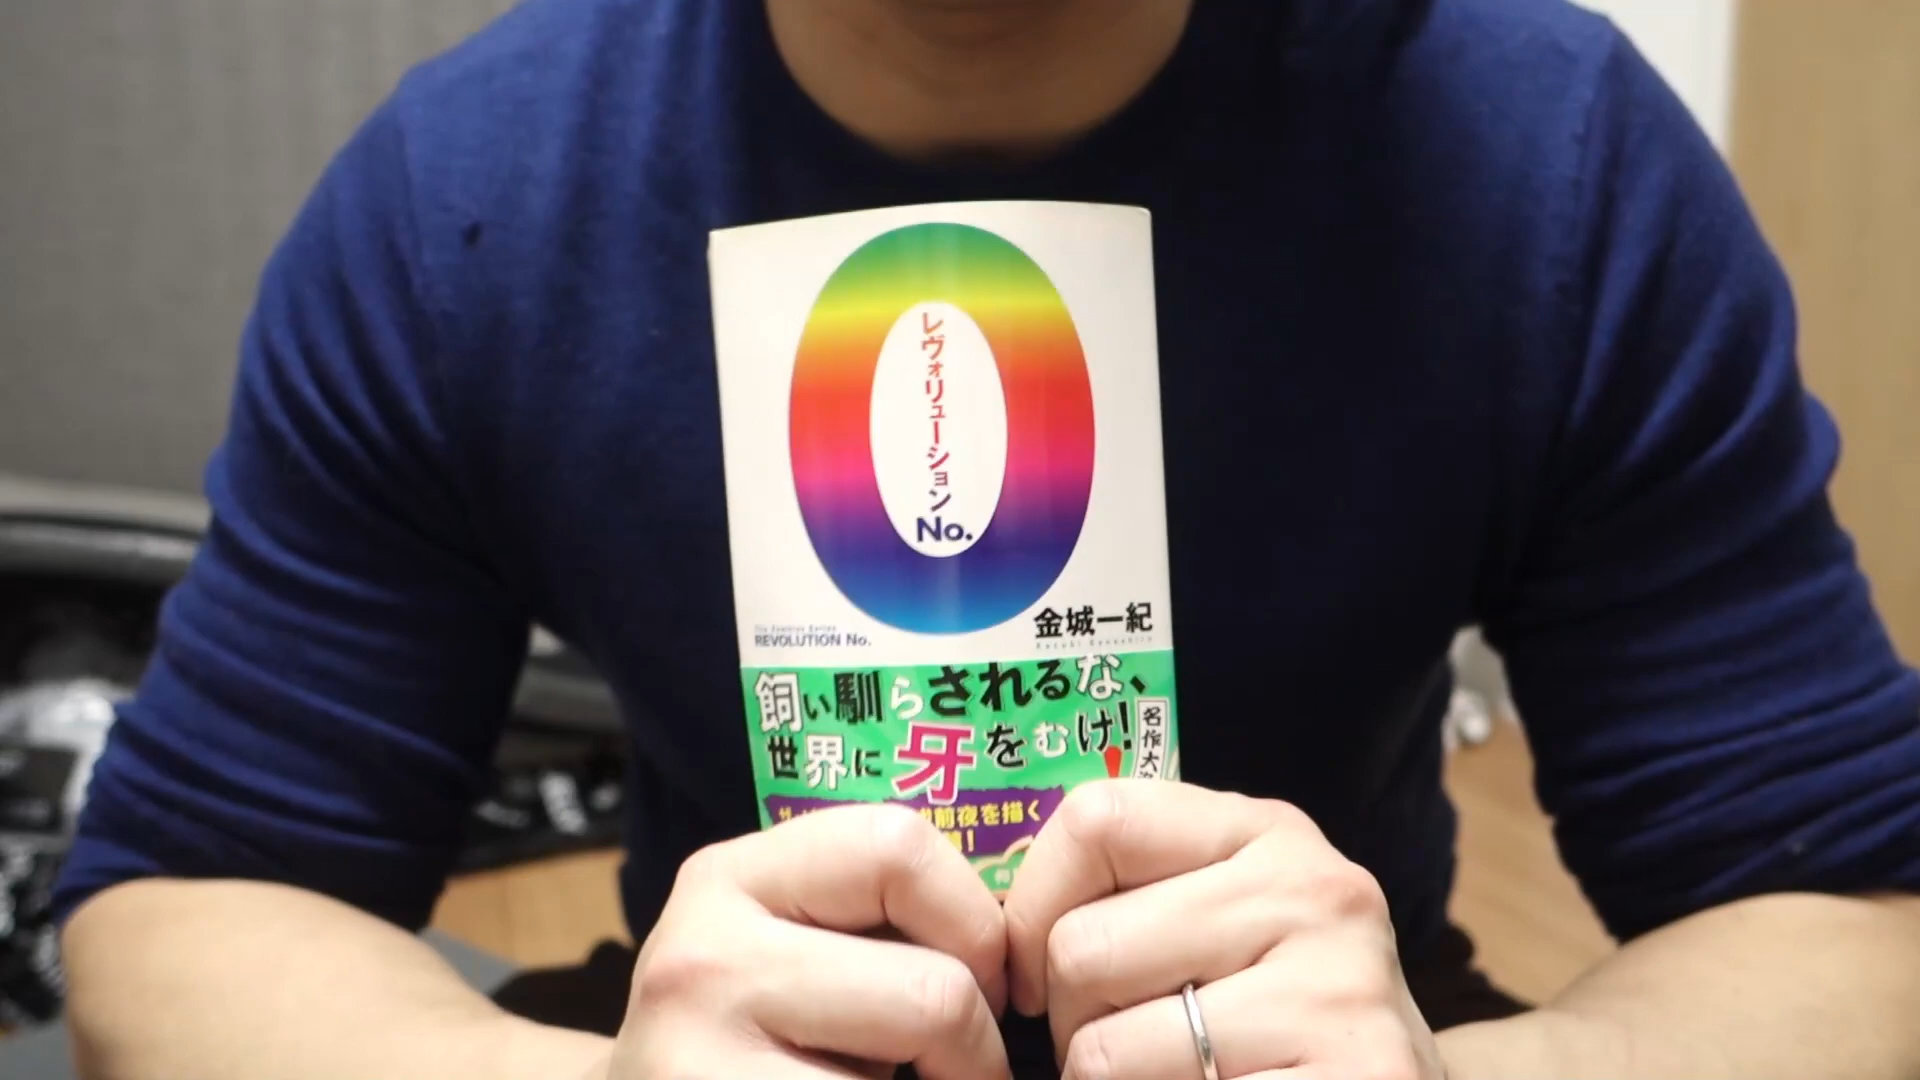 0
レヴォリューション
No.
The Zombies Series
REVOLUTION No.
金城一紀
Kazuki Kaneshiro
飼い馴らされるな、
世界に牙をむけ!
名作大
前夜を描く